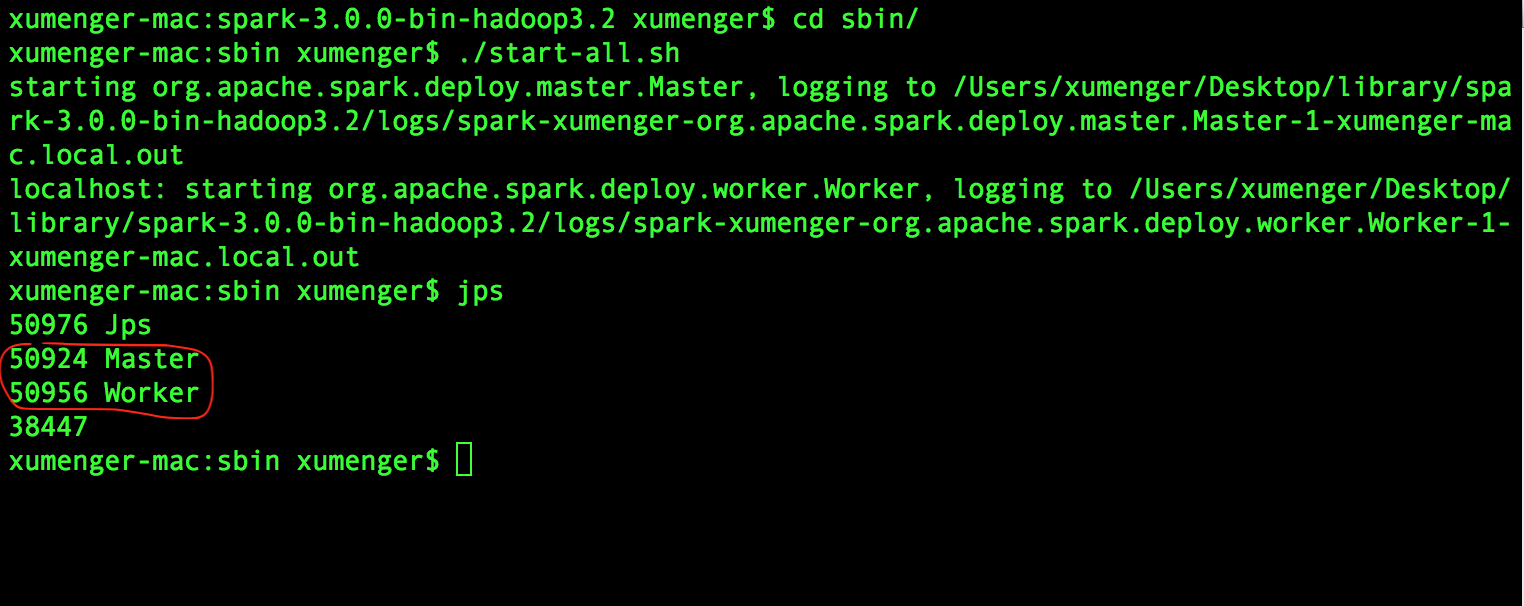 xumenger-mac:spark-3.0.0-bin-hadoop3.2 xumenger$ cd sbin/
xumenger-mac:sbin xumenger$ ./start-all.sh
starting org.apache.spark.deploy.master.Master, logging to /Users/xumenger/Desktop/library/spa
rk-3.0.0-bin-hadoop3.2/logs/spark-xumenger-org.apache.spark.deploy.master.Master-1-xumenger-ma
c.local.out
localhost: starting org.apache.spark.deploy.worker.Worker, logging to /Users/xumenger/Desktop/
library/spark-3.0.0-bin-hadoop3.2/logs/spark-xumenger-org.apache.spark.deploy.worker.Worker-1-
xumenger-mac.local.out
xumenger-mac:sbin xumenger$ jps
50976 Jps
50924 Master
50956 Worker
38447
xumenger-mac:sbin xumenger$